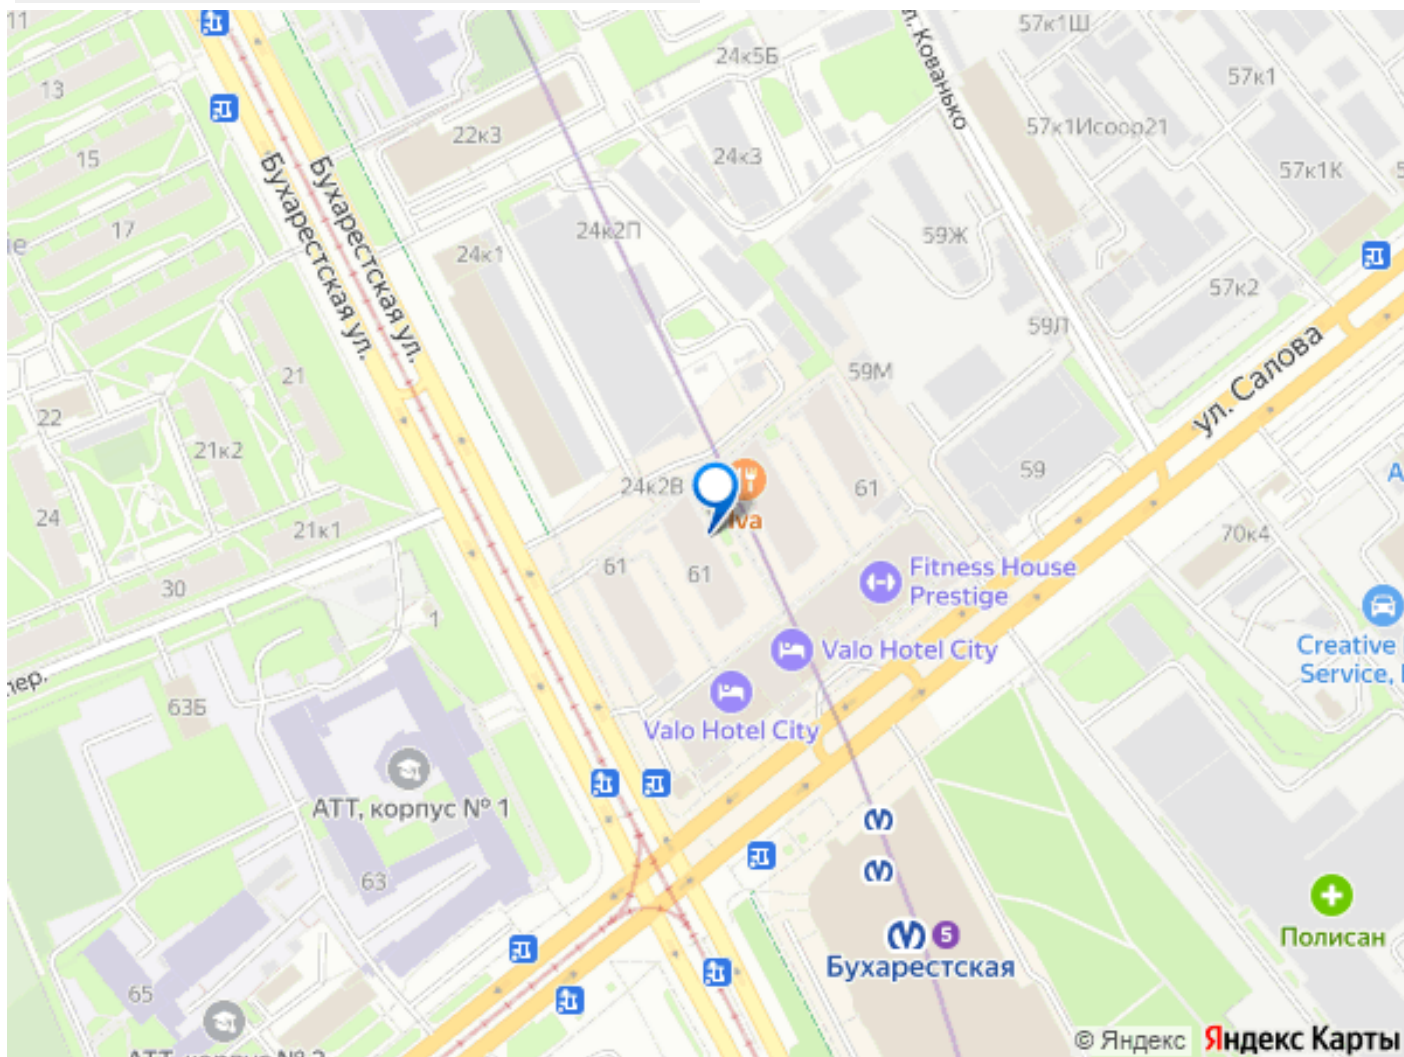 11
57к1Ш
ул. Кованько
24к5Б
57к1
13
22к3
57к1Исоор21
15
24к3
57к1К
Бухарестская ул.
Бухарестская ул.
17
24к2П
59Ж
24к1
57к2
59Л
ул. Салова
59М
21
22
21к2
59
24к2В
61
24
21к1
70к4
61
61
Fitness House
Prestige
30
1
Valo Hotel City
Creative
Service,
пер.
63Б
Valo Hotel City
АТТ, корпус № 1
63
5
Полисан
Бухарестская
65
© Яндекс
Яндекс Карты